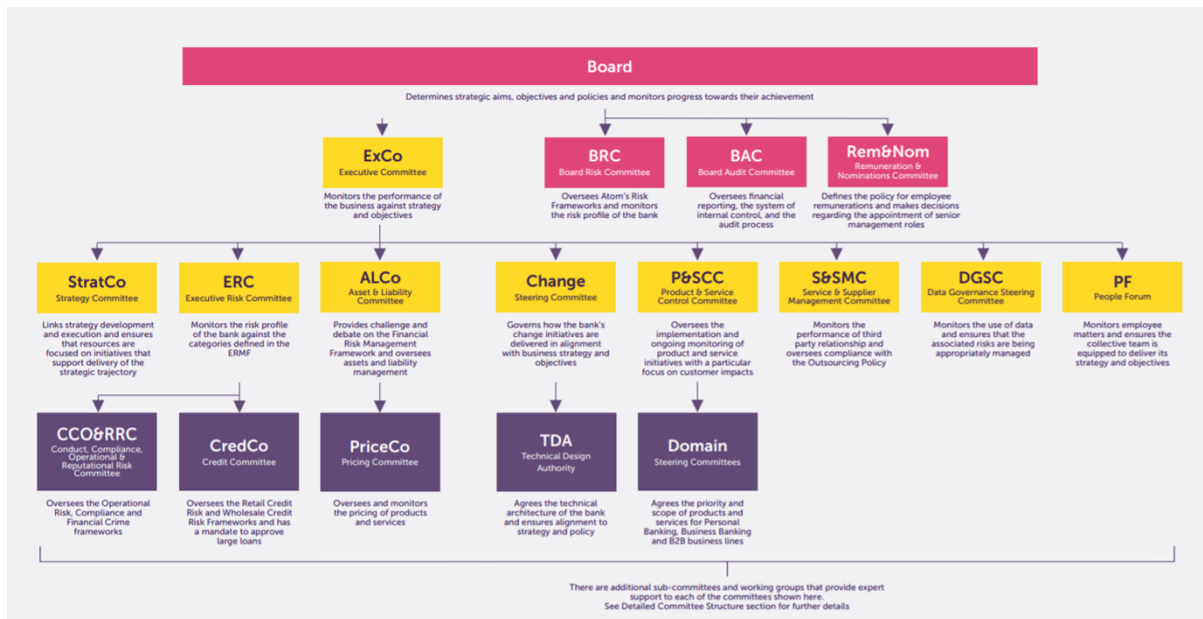 Board
Determines strategic aims, objectives and policies and monitors progress towards their achievement
ExCo
Executive Committee
Monitors the performance of
the business against strategy
and objectives
BRC
Board Risk Committee
Oversees Atom's Risk
Frameworks and monitors
the risk profile of the bank
BAC
Board Audit Committee
Oversees financial
reporting, the system of
internal control, and the
audit process
Rem&Nom
Remuneration &
Nominations Committee
Defines the policy for employee
remunerations and makes decisions
regarding the appointment of senior
management roles
StratCo
Strategy Committee
Links strategy development
and execution and ensures
that resources are
focused on initiatives that
support delivery of the
strategic trajectory
ERC
Executive Risk Committee
Monitors the risk profile
of the bank against the
categories defined in the
ERMF
ALCo
Asset & Liability
Committee
Provides challenge and
debate on the Financial
Risk Management
Framework and oversees
assets and liability
management
Change
Steering Committee
Governs how the bank's
change initiatives are
delivered in alignment
with business strategy and
objectives
P&SCC
Product & Service
Control Committee
Oversees the
implementation and
ongoing monitoring of
product and service
initiatives with a particular
focus on customer impacts
S&SMC
Service & Supplier
Management Committee
Monitors the
performance of third
party relationship and
oversees compliance with
the Outsourcing Policy
DGSC
Data Governance Steering
Committee
Monitors the use of data
and ensures that the
associated risks are being
appropriately managed
PF
People Forum
Monitors employee
matters and ensures the
collective team is
equipped to deliver its
strategy and objectives
CCO&RRC
Conduct, Compliance,
Operational &
Reputational Risk
Committee
Oversees the Operational
Risk, Compliance and
Financial Crime
frameworks
CredCo
Credit Committee
Oversees the Retail Credit
Risk and Wholesale Credit
Risk Frameworks and has
a mandate to approve
large loans
PriceCo
Pricing Committee
Oversees and monitors
the pricing of products
and services
TDA
Technical Design
Authority
Agrees the technical
architecture of the bank
and ensures alignment to
strategy and policy
Domain
Steering Committees
Agrees the priority and
scope of products and
services for Personal
Banking, Business Banking
and B2B business lines
There are additional sub-committees and working groups that provide expert
support to each of the committees shown here.
See Detailed Committee Structure section for further details